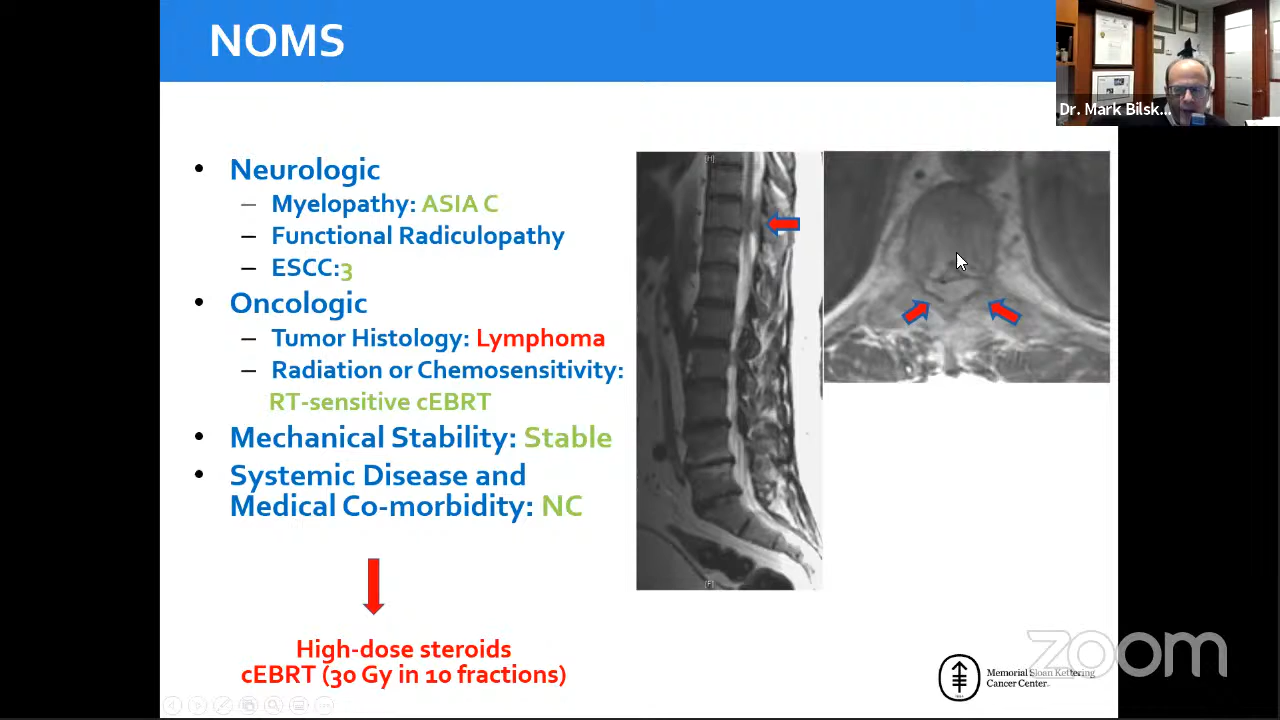 NOMS
Dr. Mark Bilsk...
• Neurologic
– Myelopathy: ASIA C
– Functional Radiculopathy
– ESCC:3
• Oncologic
– Tumor Histology: Lymphoma
– Radiation or Chemosensitivity:
RT-sensitive cEBRT
• Mechanical Stability: Stable
• Systemic Disease and
Medical Co-morbidity: NC
High-dose steroids
cEBRT (30 Gy in 10 fractions)
[H]
[F]
Memorial Sloan Kettering
Cancer Center
zoom